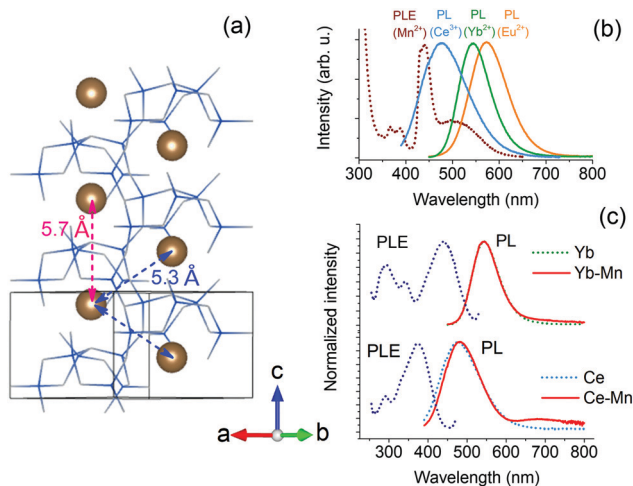 (a)
5.7 Å
5.3 Å
c
a
b
(b)
PLE PL PL PL
(Mn²⁺) (Ce³⁺) (Yb²⁺) (Eu²⁺)
Intensity (arb. u.)
300 400 500 600 700 800
Wavelength (nm)
(c)
PLE PL
Yb
Yb-Mn
PLE PL
Ce
Ce-Mn
Normalized intensity
300 400 500 600 700 800
Wavelength (nm)